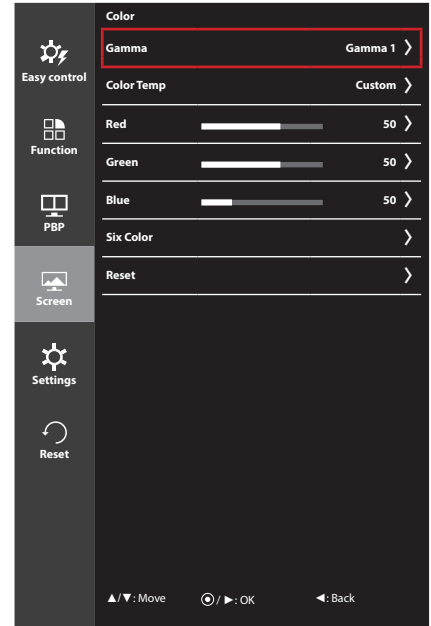 Color
Gamma Gamma 1
Color Temp Custom
Red 50
Green 50
Blue 50
Six Color
Reset
Easy control
Function
PBP
Screen
Settings
Reset
▲/▼: Move ⦿/ ►: OK ◄: Back